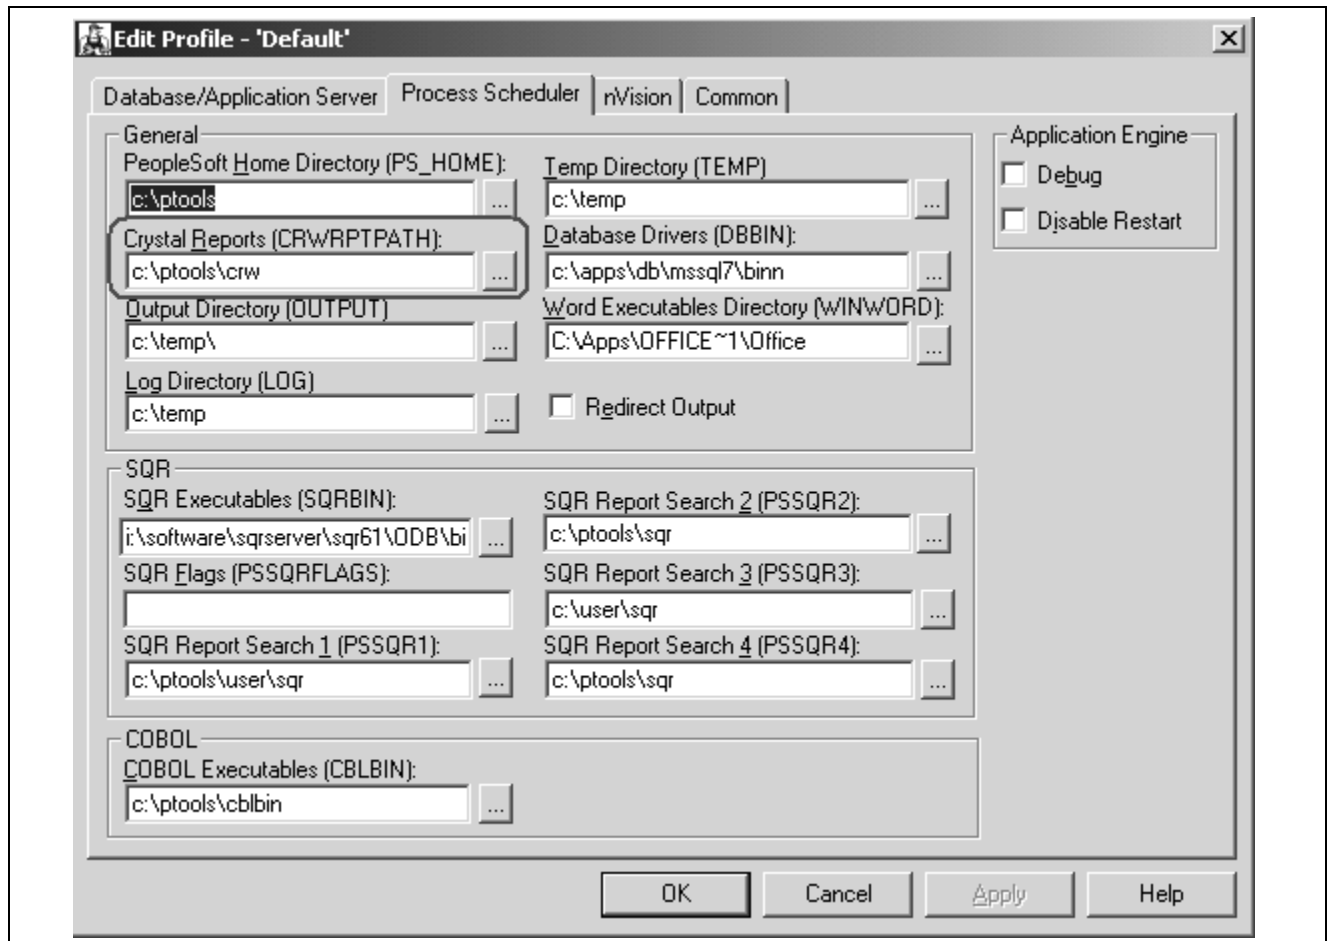 Edit Profile - 'Default'
Database/Application Server Process Scheduler nVision Common
General
PeopleSoft Home Directory (PS_HOME):
c:\ptools ...
Crystal Reports (CRWRPTPATH):
c:\ptools\crw ...
Output Directory (OUTPUT)
c:\temp\ ...
Log Directory (LOG)
c:\temp ...
Temp Directory (TEMP)
c:\temp ...
Database Drivers (DBBIN):
c:\apps\db\mssql7\binn ...
Word Executables Directory (WINWORD):
C:\Apps\OFFICE~1\Office ...
Redirect Output
Application Engine
Debug
Disable Restart
SQR
SQR Executables (SQRBIN):
i:\software\sqrserver\sqr61\ODB\bi ...
SQR Flags (PSSQRFLAGS):
SQR Report Search 1 (PSSQR1):
c:\ptools\user\sqr ...
SQR Report Search 2 (PSSQR2):
c:\ptools\sqr ...
SQR Report Search 3 (PSSQR3):
c:\user\sqr ...
SQR Report Search 4 (PSSQR4):
c:\ptools\sqr ...
COBOL
COBOL Executables (CBLBIN):
c:\ptools\cblbin ...
OK Cancel Apply Help